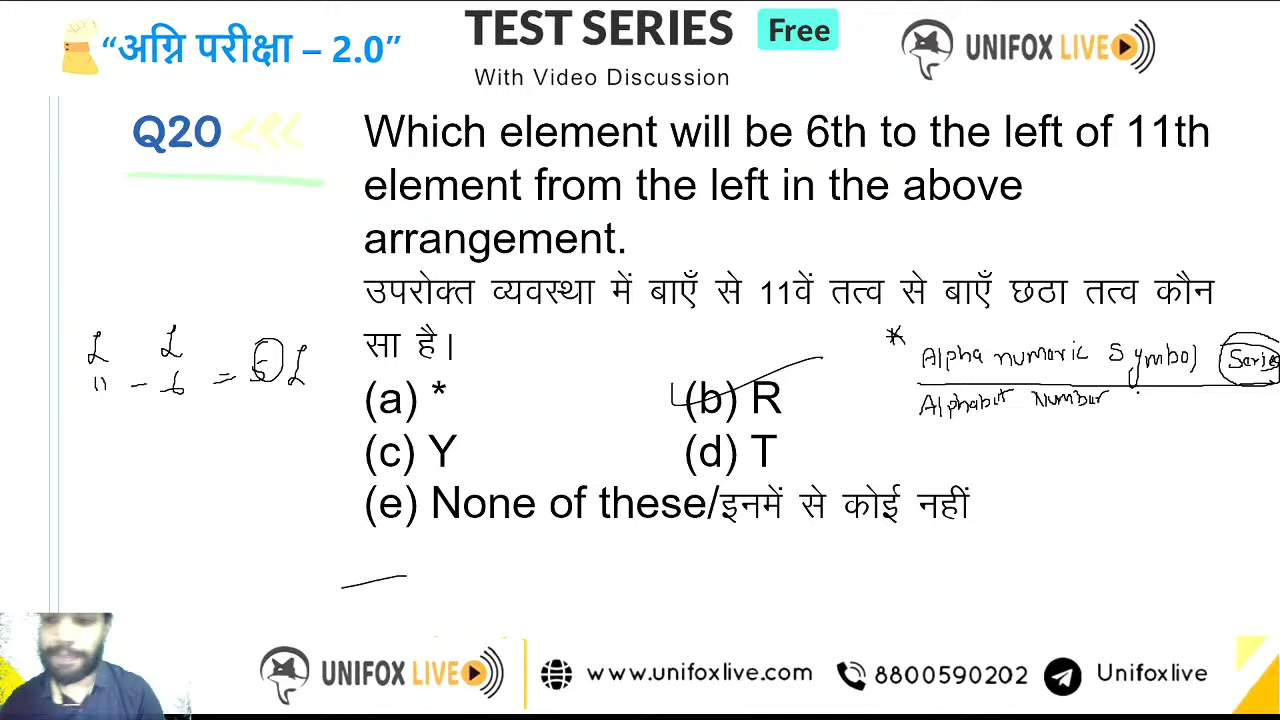 “अग्नि परीक्षा – 2.0”
TEST SERIES Free
With Video Discussion
UNIFOX LIVE
Q20 <<<
Which element will be 6th to the left of 11th
element from the left in the above
arrangement.
उपरोक्त व्यवस्था में बाएँ से 11वें तत्व से बाएँ छठा तत्व कौन
सा है।
L L
11 - 6 = 5 L
* Alpha numaric Symbol Series
Alphabet Number
(a) * (b) R
(c) Y (d) T
(e) None of these/इनमें से कोई नहीं
UNIFOX LIVE www.unifoxlive.com 8800590202 Unifoxlive